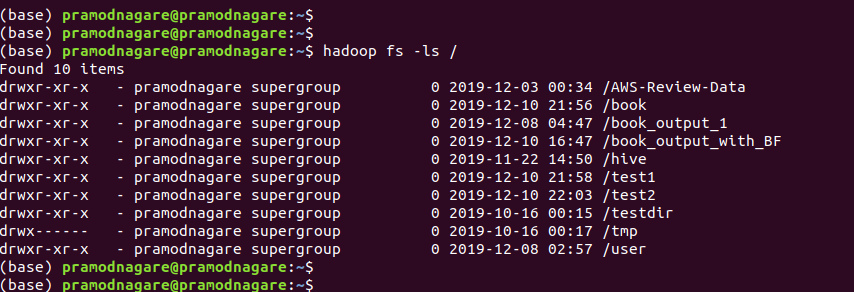 (base) pramodnagare@pramodnagare:~$
(base) pramodnagare@pramodnagare:~$
(base) pramodnagare@pramodnagare:~$ hadoop fs -ls /
Found 10 items
drwxr-xr-x   - pramodnagare supergroup          0 2019-12-03 00:34 /AWS-Review-Data
drwxr-xr-x   - pramodnagare supergroup          0 2019-12-10 21:56 /book
drwxr-xr-x   - pramodnagare supergroup          0 2019-12-08 04:47 /book_output_1
drwxr-xr-x   - pramodnagare supergroup          0 2019-12-10 16:47 /book_output_with_BF
drwxr-xr-x   - pramodnagare supergroup          0 2019-11-22 14:50 /hive
drwxr-xr-x   - pramodnagare supergroup          0 2019-12-10 21:58 /test1
drwxr-xr-x   - pramodnagare supergroup          0 2019-12-10 22:03 /test2
drwxr-xr-x   - pramodnagare supergroup          0 2019-10-16 00:15 /testdir
drwx------   - pramodnagare supergroup          0 2019-10-16 00:17 /tmp
drwxr-xr-x   - pramodnagare supergroup          0 2019-12-08 02:57 /user
(base) pramodnagare@pramodnagare:~$
(base) pramodnagare@pramodnagare:~$